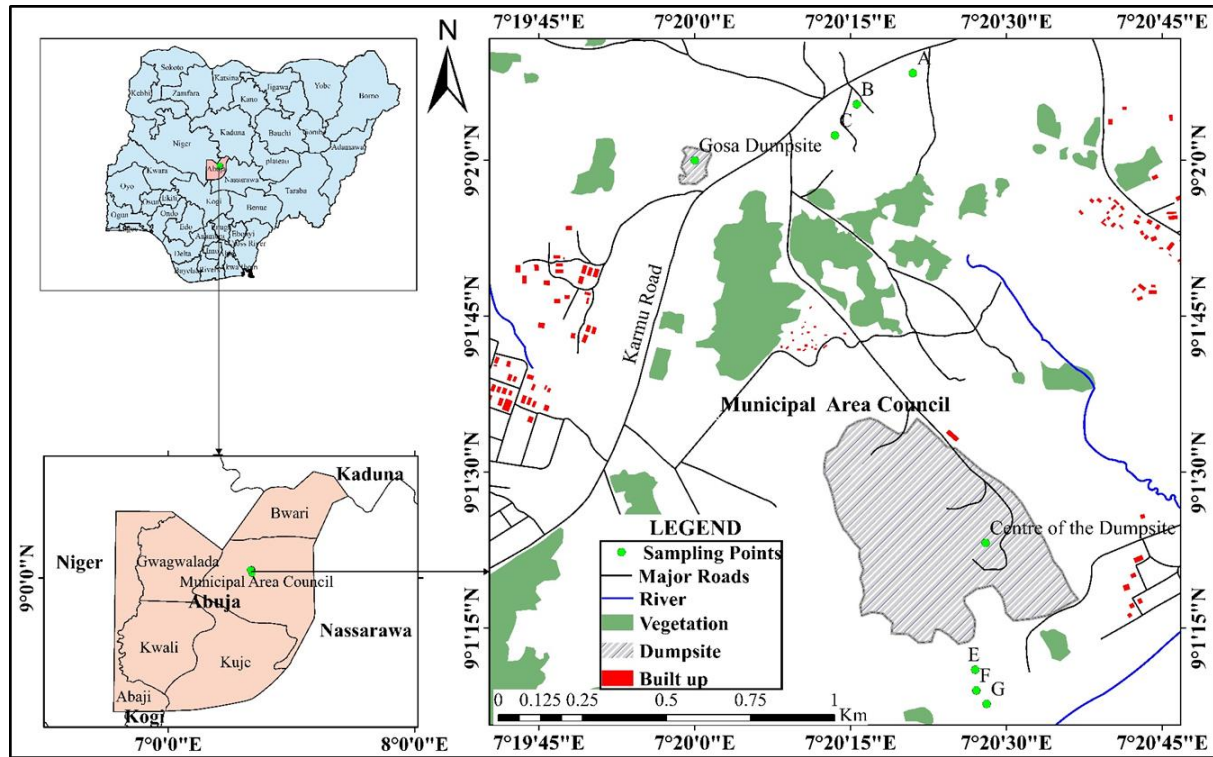 N
7°19'45"E 7°20'0"E 7°20'15"E 7°20'30"E 7°20'45"E
Sokoto
Katsina
Jigawa
Yobe
Borno
Kebbi
Zamfara
Kano
Kaduna
Bauchi
Gombe
Adamawa
Niger
plateau
Kwara
Nassarawa
Taraba
Oyo
Kogi
Benue
Osun
Ekiti
Ogun
Ondo
Edo
Ebonyi
Delta
9°0'0"N
Kaduna
Bwari
Niger
Gwagwalada
Municipal Area Council
Abuja
Nassarawa
Kwali
Kujc
Abaji
Kogi
7°0'0"E 8°0'0"E
9°2'0"N
9°1'45"N
9°1'30"N
9°1'15"N
A
B
C
Gosa Dumpsite
Karmu Road
Municipal Area Council
Centre of the Dumpsite
E
F
G
LEGEND
Sampling Points
Major Roads
River
Vegetation
Dumpsite
Built up
0 0.125 0.25 0.5 0.75 1
Km
9°2'0"N
9°1'45"N
9°1'30"N
9°1'15"N
7°19'45"E 7°20'0"E 7°20'15"E 7°20'30"E 7°20'45"E